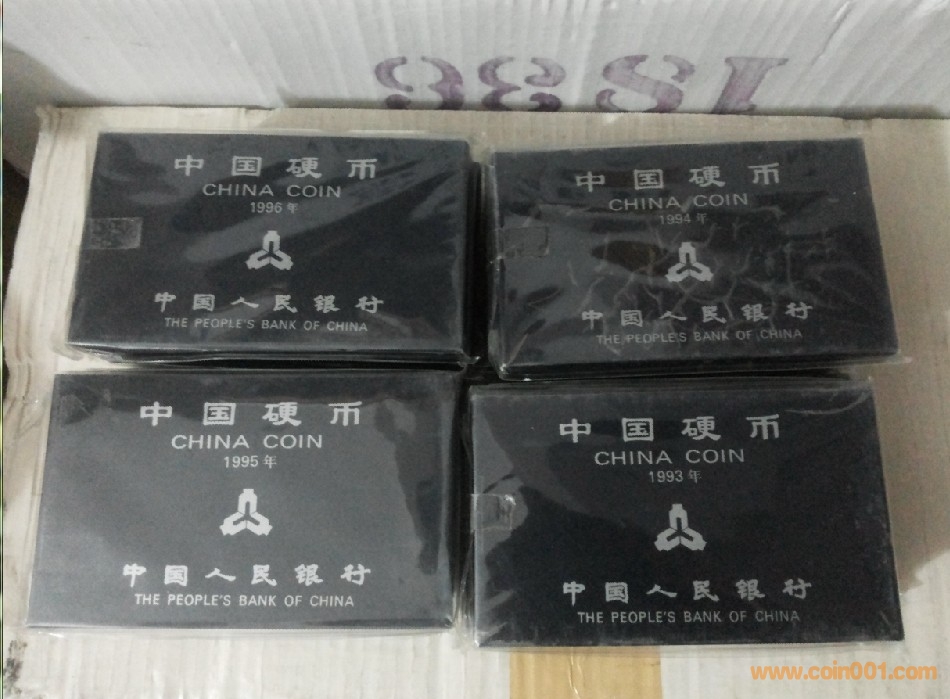 9881
中国硬币
CHINA COIN
1996年
中国人民银行
THE PEOPLE'S BANK OF CHINA
中国硬币
CHINA COIN
1994年
中国人民银行
THE PEOPLE'S BANK OF CHINA
中国硬币
CHINA COIN
1995年
中国人民银行
THE PEOPLE'S BANK OF CHINA
中国硬币
CHINA COIN
1993年
中国人民银行
THE PEOPLE'S BANK OF CHINA
www.coin001.com